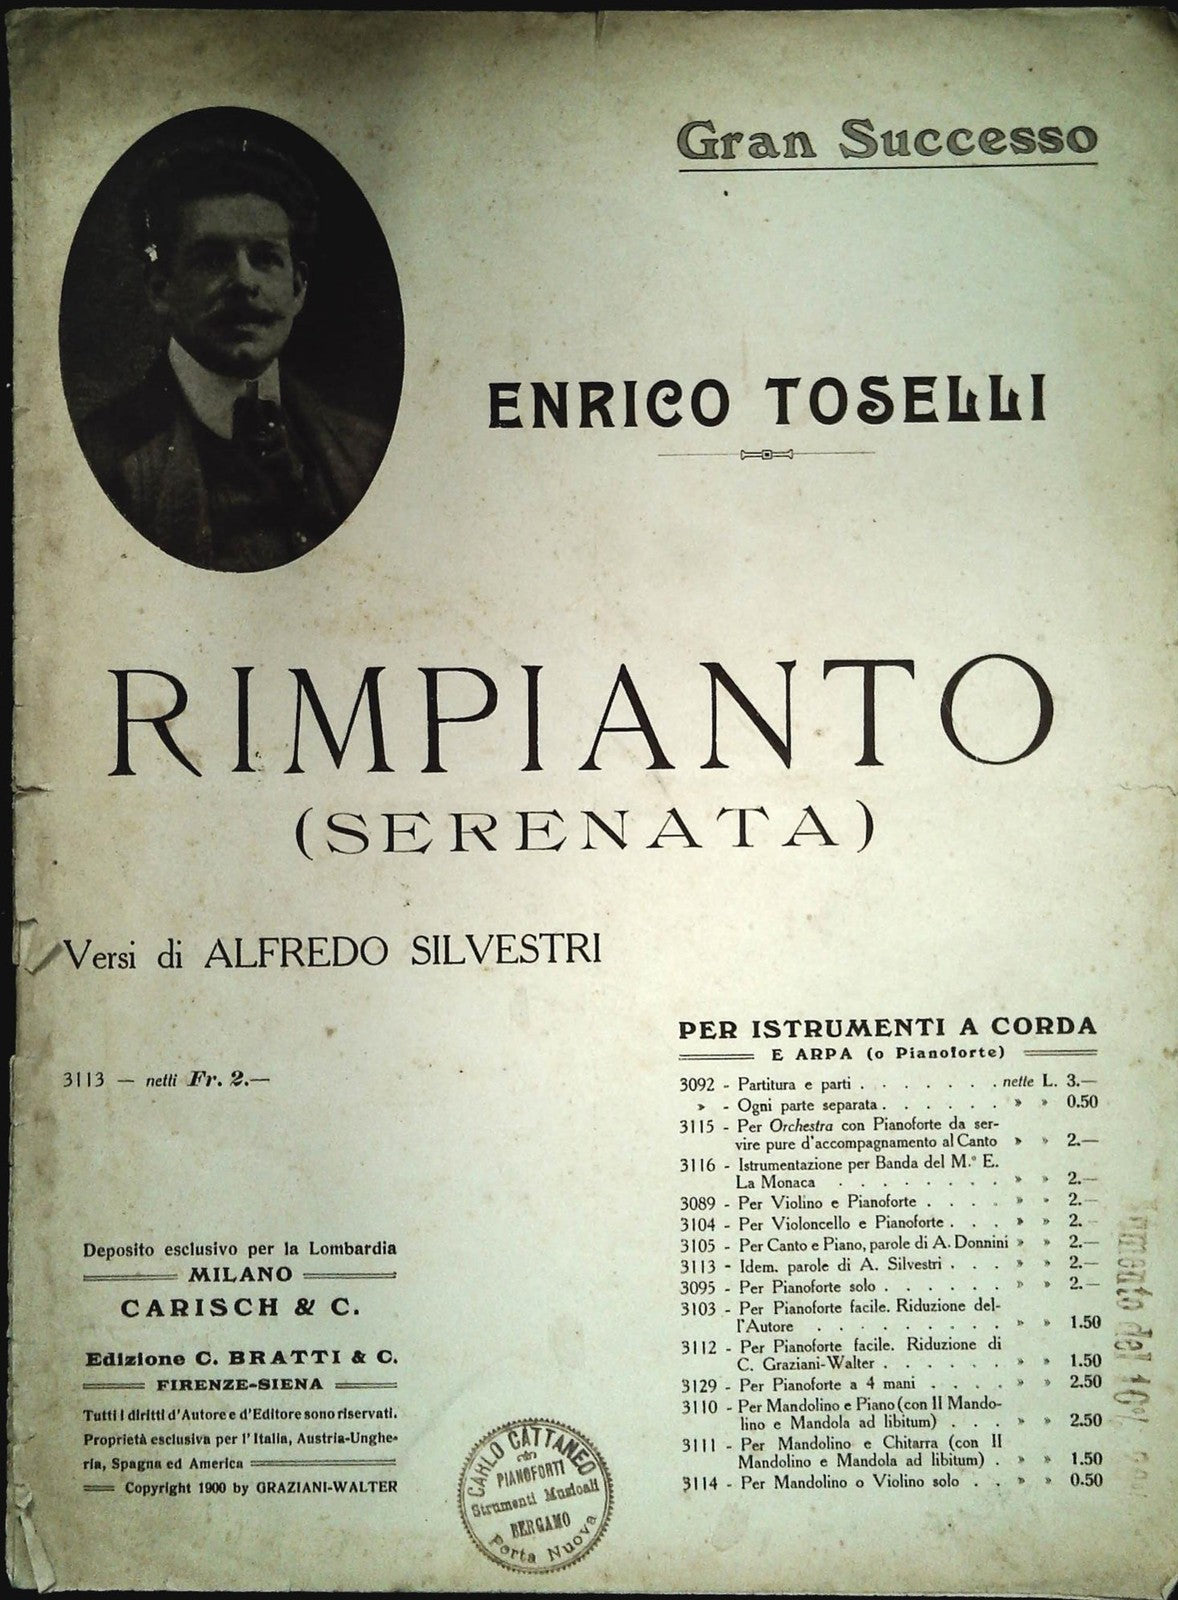 Gran Successo
ENRICO TOSELLI
RIMPIANTO
(SERENATA)
Versi di ALFREDO SILVESTRI
3113 — netti Fr. 2.—
Deposito esclusivo per la Lombardia
MILANO
CARISCH & C.
Edizione C. BRATTI & C.
FIRENZE-SIENA
Tutti i diritti d'Autore e d'Editore sono riservati.
Proprietà esclusiva per l'Italia, Austria-Unghe-
ria, Spagna ed America
Copyright 1900 by GRAZIANI-WALTER
PER ISTRUMENTI A CORDA
E ARPA (o Pianoforte)
3092 - Partitura e parti . . . . . . . nette L. 3.—
» - Ogni parte separata . . . . . . » » 0.50
3115 - Per Orchestra con Pianoforte da ser-
vire pure d'accompagnamento al Canto » » 2.—
3116 - Istrumentazione per Banda del M.º E.
La Monaca . . . . . . . . » » 2.—
3089 - Per Violino e Pianoforte . . . . » » 2.—
3104 - Per Violoncello e Pianoforte . . . » » 2.—
3105 - Per Canto e Piano, parole di A. Donnini » » 2.—
3113 - Idem. parole di A. Silvestri . . . » » 2.—
3095 - Per Pianoforte solo . . . . . . » » 2.—
3103 - Per Pianoforte facile. Riduzione del-
l'Autore . . . . . . . . . » » 1.50
3112 - Per Pianoforte facile. Riduzione di
C. Graziani-Walter . . . . . . » » 1.50
3129 - Per Pianoforte a 4 mani . . . . » » 2.50
3110 - Per Mandolino e Piano (con II Mando-
lino e Mandola ad libitum) . . . » » 2.50
3111 - Per Mandolino e Chitarra (con II
Mandolino e Mandola ad libitum) . » » 1.50
3114 - Per Mandolino o Violino solo . . » » 0.50
CARLO CATTANEO
PIANOFORTI
Strumenti Musicali
BERGAMO
Porta Nuova
del 10%